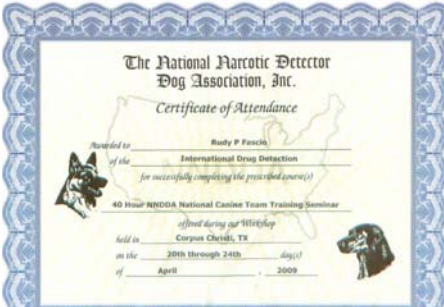 The National Narcotic Detector
Dog Association, Inc.
Certificate of Attendance
Awarded to Rudy P Fascio
of the International Drug Detection
for successfully completing the prescribed course(s)
40 Hour NNDDA National Canine Team Training Seminar
offered during our Workshop
held in Corpus Christi, TX
on the 20th through 24th day(s)
of April , 2009